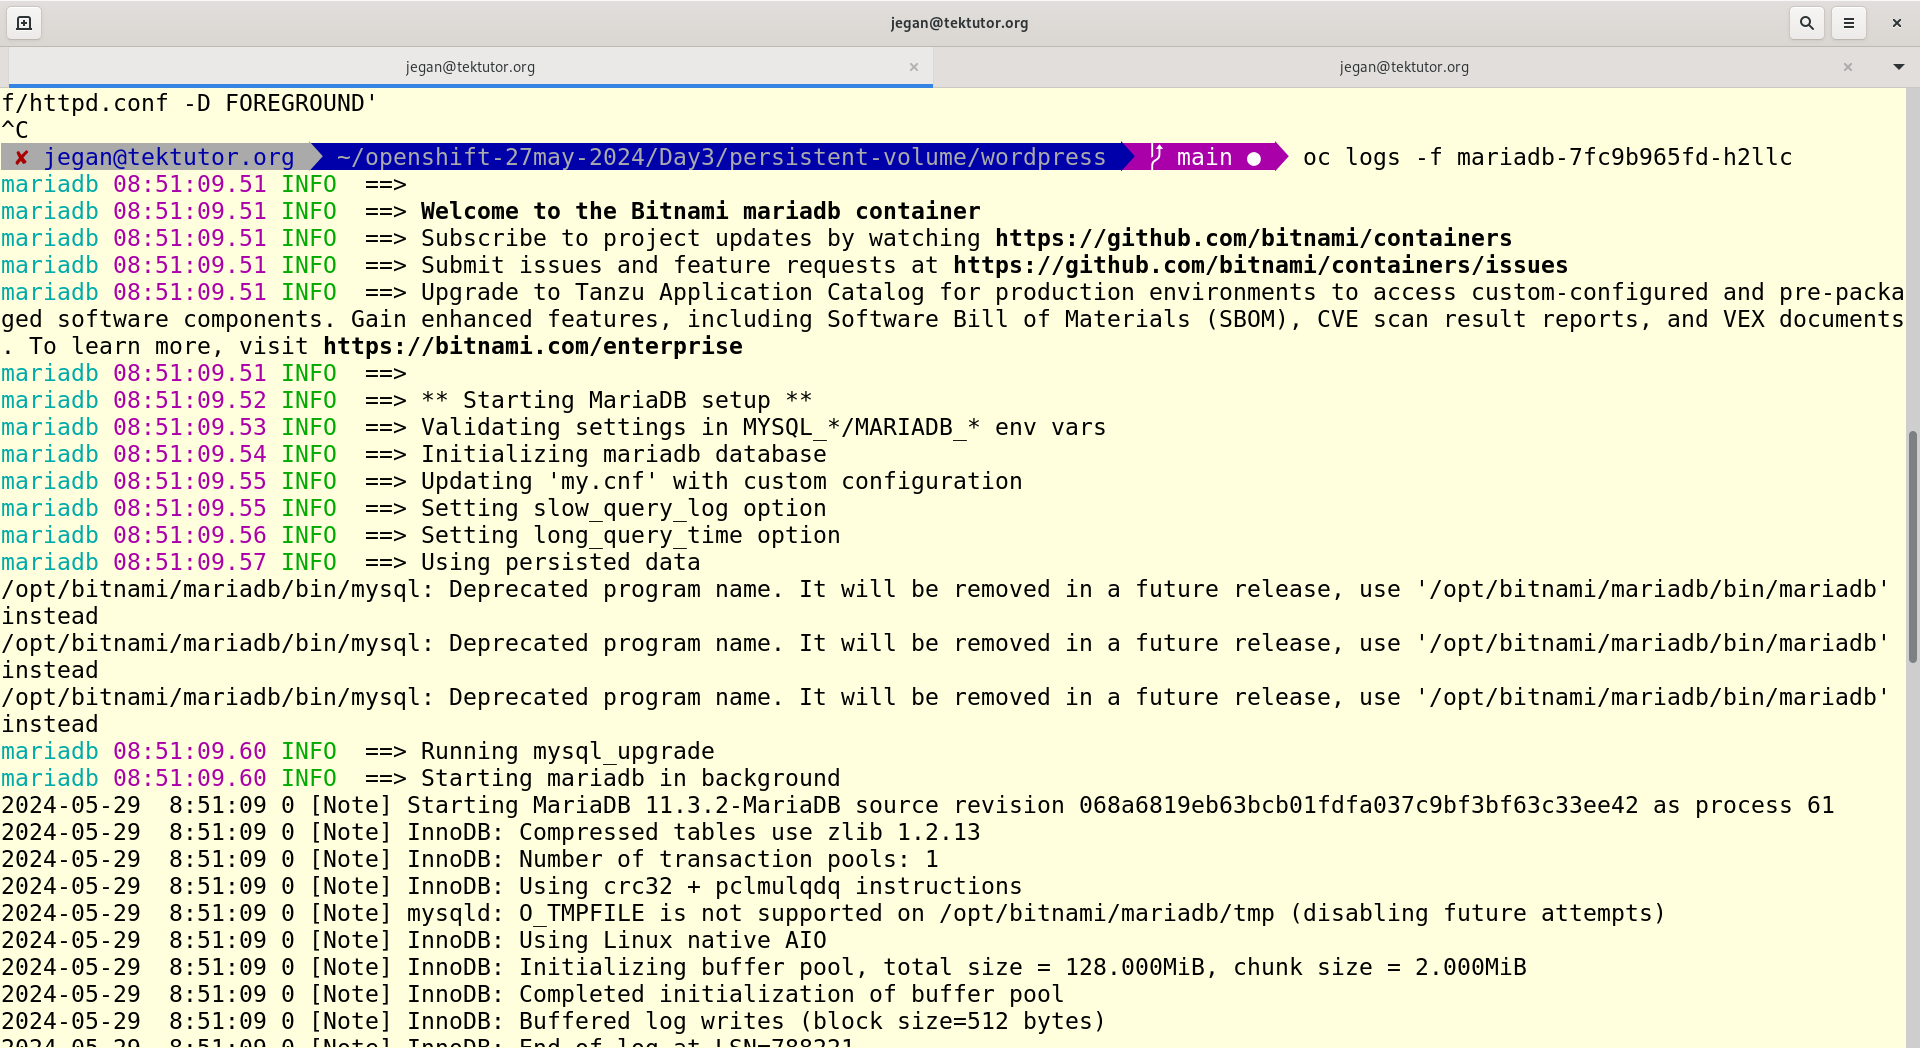 jegan@tektutor.org
jegan@tektutor.org
jegan@tektutor.org
f/httpd.conf -D FOREGROUND'
^C
✘ jegan@tektutor.org ~/openshift-27may-2024/Day3/persistent-volume/wordpress main ● oc logs -f mariadb-7fc9b965fd-h2llc
mariadb 08:51:09.51 INFO  ==>
mariadb 08:51:09.51 INFO  ==> Welcome to the Bitnami mariadb container
mariadb 08:51:09.51 INFO  ==> Subscribe to project updates by watching https://github.com/bitnami/containers
mariadb 08:51:09.51 INFO  ==> Submit issues and feature requests at https://github.com/bitnami/containers/issues
mariadb 08:51:09.51 INFO  ==> Upgrade to Tanzu Application Catalog for production environments to access custom-configured and pre-packa
ged software components. Gain enhanced features, including Software Bill of Materials (SBOM), CVE scan result reports, and VEX documents
. To learn more, visit https://bitnami.com/enterprise
mariadb 08:51:09.51 INFO  ==>
mariadb 08:51:09.52 INFO  ==> ** Starting MariaDB setup **
mariadb 08:51:09.53 INFO  ==> Validating settings in MYSQL_*/MARIADB_* env vars
mariadb 08:51:09.54 INFO  ==> Initializing mariadb database
mariadb 08:51:09.55 INFO  ==> Updating 'my.cnf' with custom configuration
mariadb 08:51:09.55 INFO  ==> Setting slow_query_log option
mariadb 08:51:09.56 INFO  ==> Setting long_query_time option
mariadb 08:51:09.57 INFO  ==> Using persisted data
/opt/bitnami/mariadb/bin/mysql: Deprecated program name. It will be removed in a future release, use '/opt/bitnami/mariadb/bin/mariadb'
instead
/opt/bitnami/mariadb/bin/mysql: Deprecated program name. It will be removed in a future release, use '/opt/bitnami/mariadb/bin/mariadb'
instead
/opt/bitnami/mariadb/bin/mysql: Deprecated program name. It will be removed in a future release, use '/opt/bitnami/mariadb/bin/mariadb'
instead
mariadb 08:51:09.60 INFO  ==> Running mysql_upgrade
mariadb 08:51:09.60 INFO  ==> Starting mariadb in background
2024-05-29  8:51:09 0 [Note] Starting MariaDB 11.3.2-MariaDB source revision 068a6819eb63bcb01fdfa037c9bf3bf63c33ee42 as process 61
2024-05-29  8:51:09 0 [Note] InnoDB: Compressed tables use zlib 1.2.13
2024-05-29  8:51:09 0 [Note] InnoDB: Number of transaction pools: 1
2024-05-29  8:51:09 0 [Note] InnoDB: Using crc32 + pclmulqdq instructions
2024-05-29  8:51:09 0 [Note] mysqld: O_TMPFILE is not supported on /opt/bitnami/mariadb/tmp (disabling future attempts)
2024-05-29  8:51:09 0 [Note] InnoDB: Using Linux native AIO
2024-05-29  8:51:09 0 [Note] InnoDB: Initializing buffer pool, total size = 128.000MiB, chunk size = 2.000MiB
2024-05-29  8:51:09 0 [Note] InnoDB: Completed initialization of buffer pool
2024-05-29  8:51:09 0 [Note] InnoDB: Buffered log writes (block size=512 bytes)
2024-05-29  8:51:09 0 [Note] InnoDB: End of log at